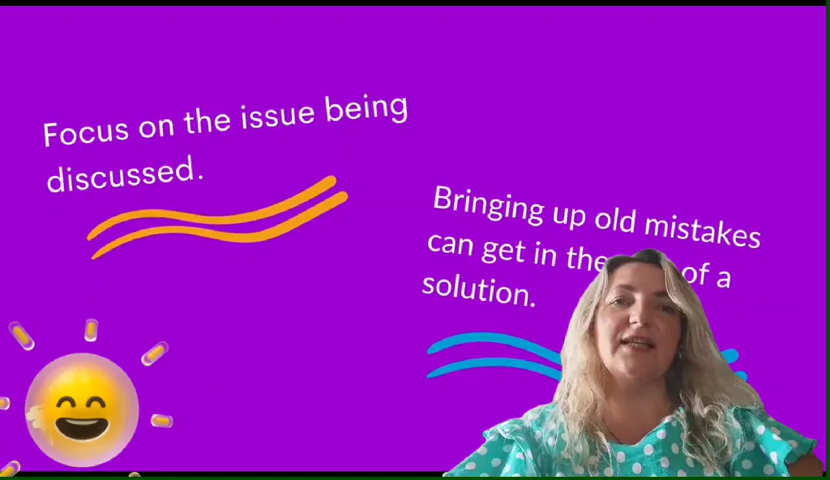 Focus on the issue being
discussed.
Bringing up old mistakes
can get in the of a
solution.